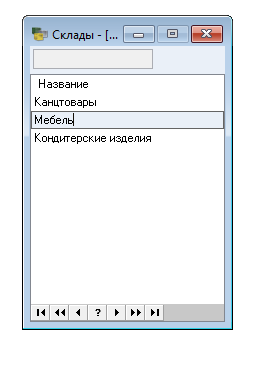 Склады - [...
Название
Канцтовары
Мебель
Кондитерские изделия
?